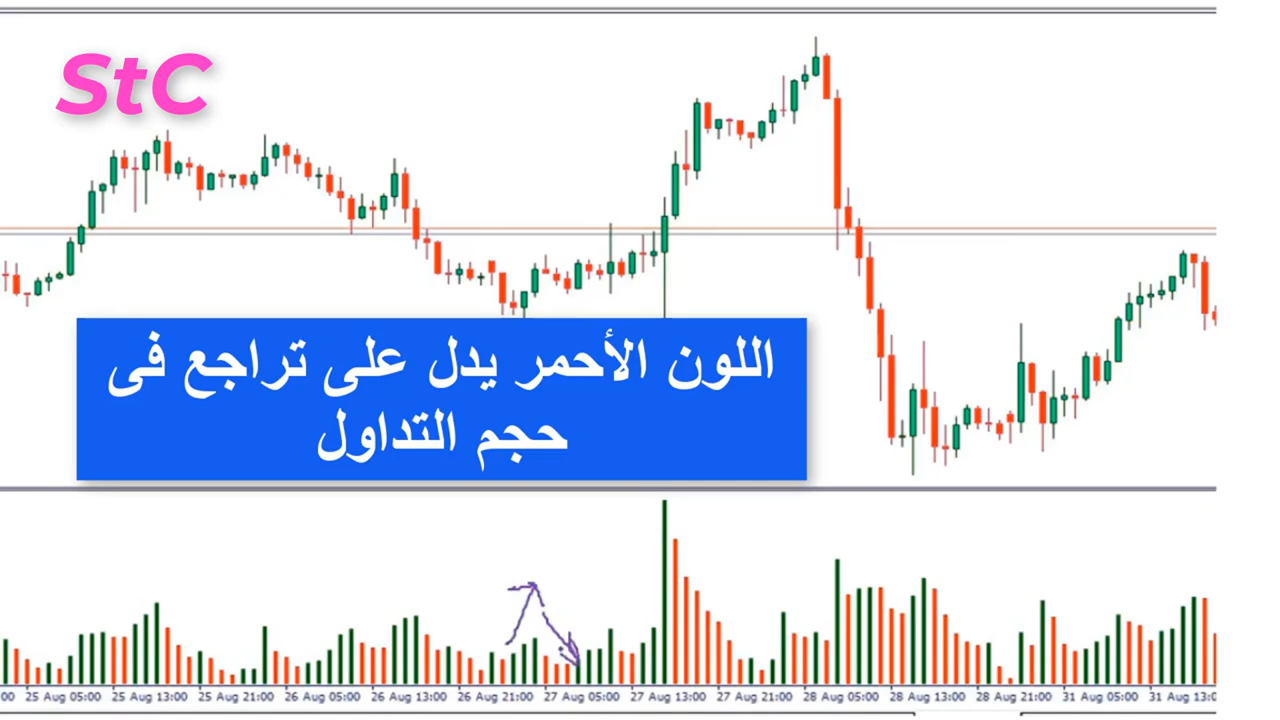 StC
اللون الأحمر يدل على تراجع فى
حجم التداول
:00 25 Aug 05:00 25 Aug 13:00 25 Aug 21:00 26 Aug 05:00 26 Aug 13:00 26 Aug 21:00 27 Aug 05:00 27 Aug 13:00 27 Aug 21:00 28 Aug 05:00 28 Aug 13:00 28 Aug 21:00 31 Aug 05:00 31 Aug 13:0